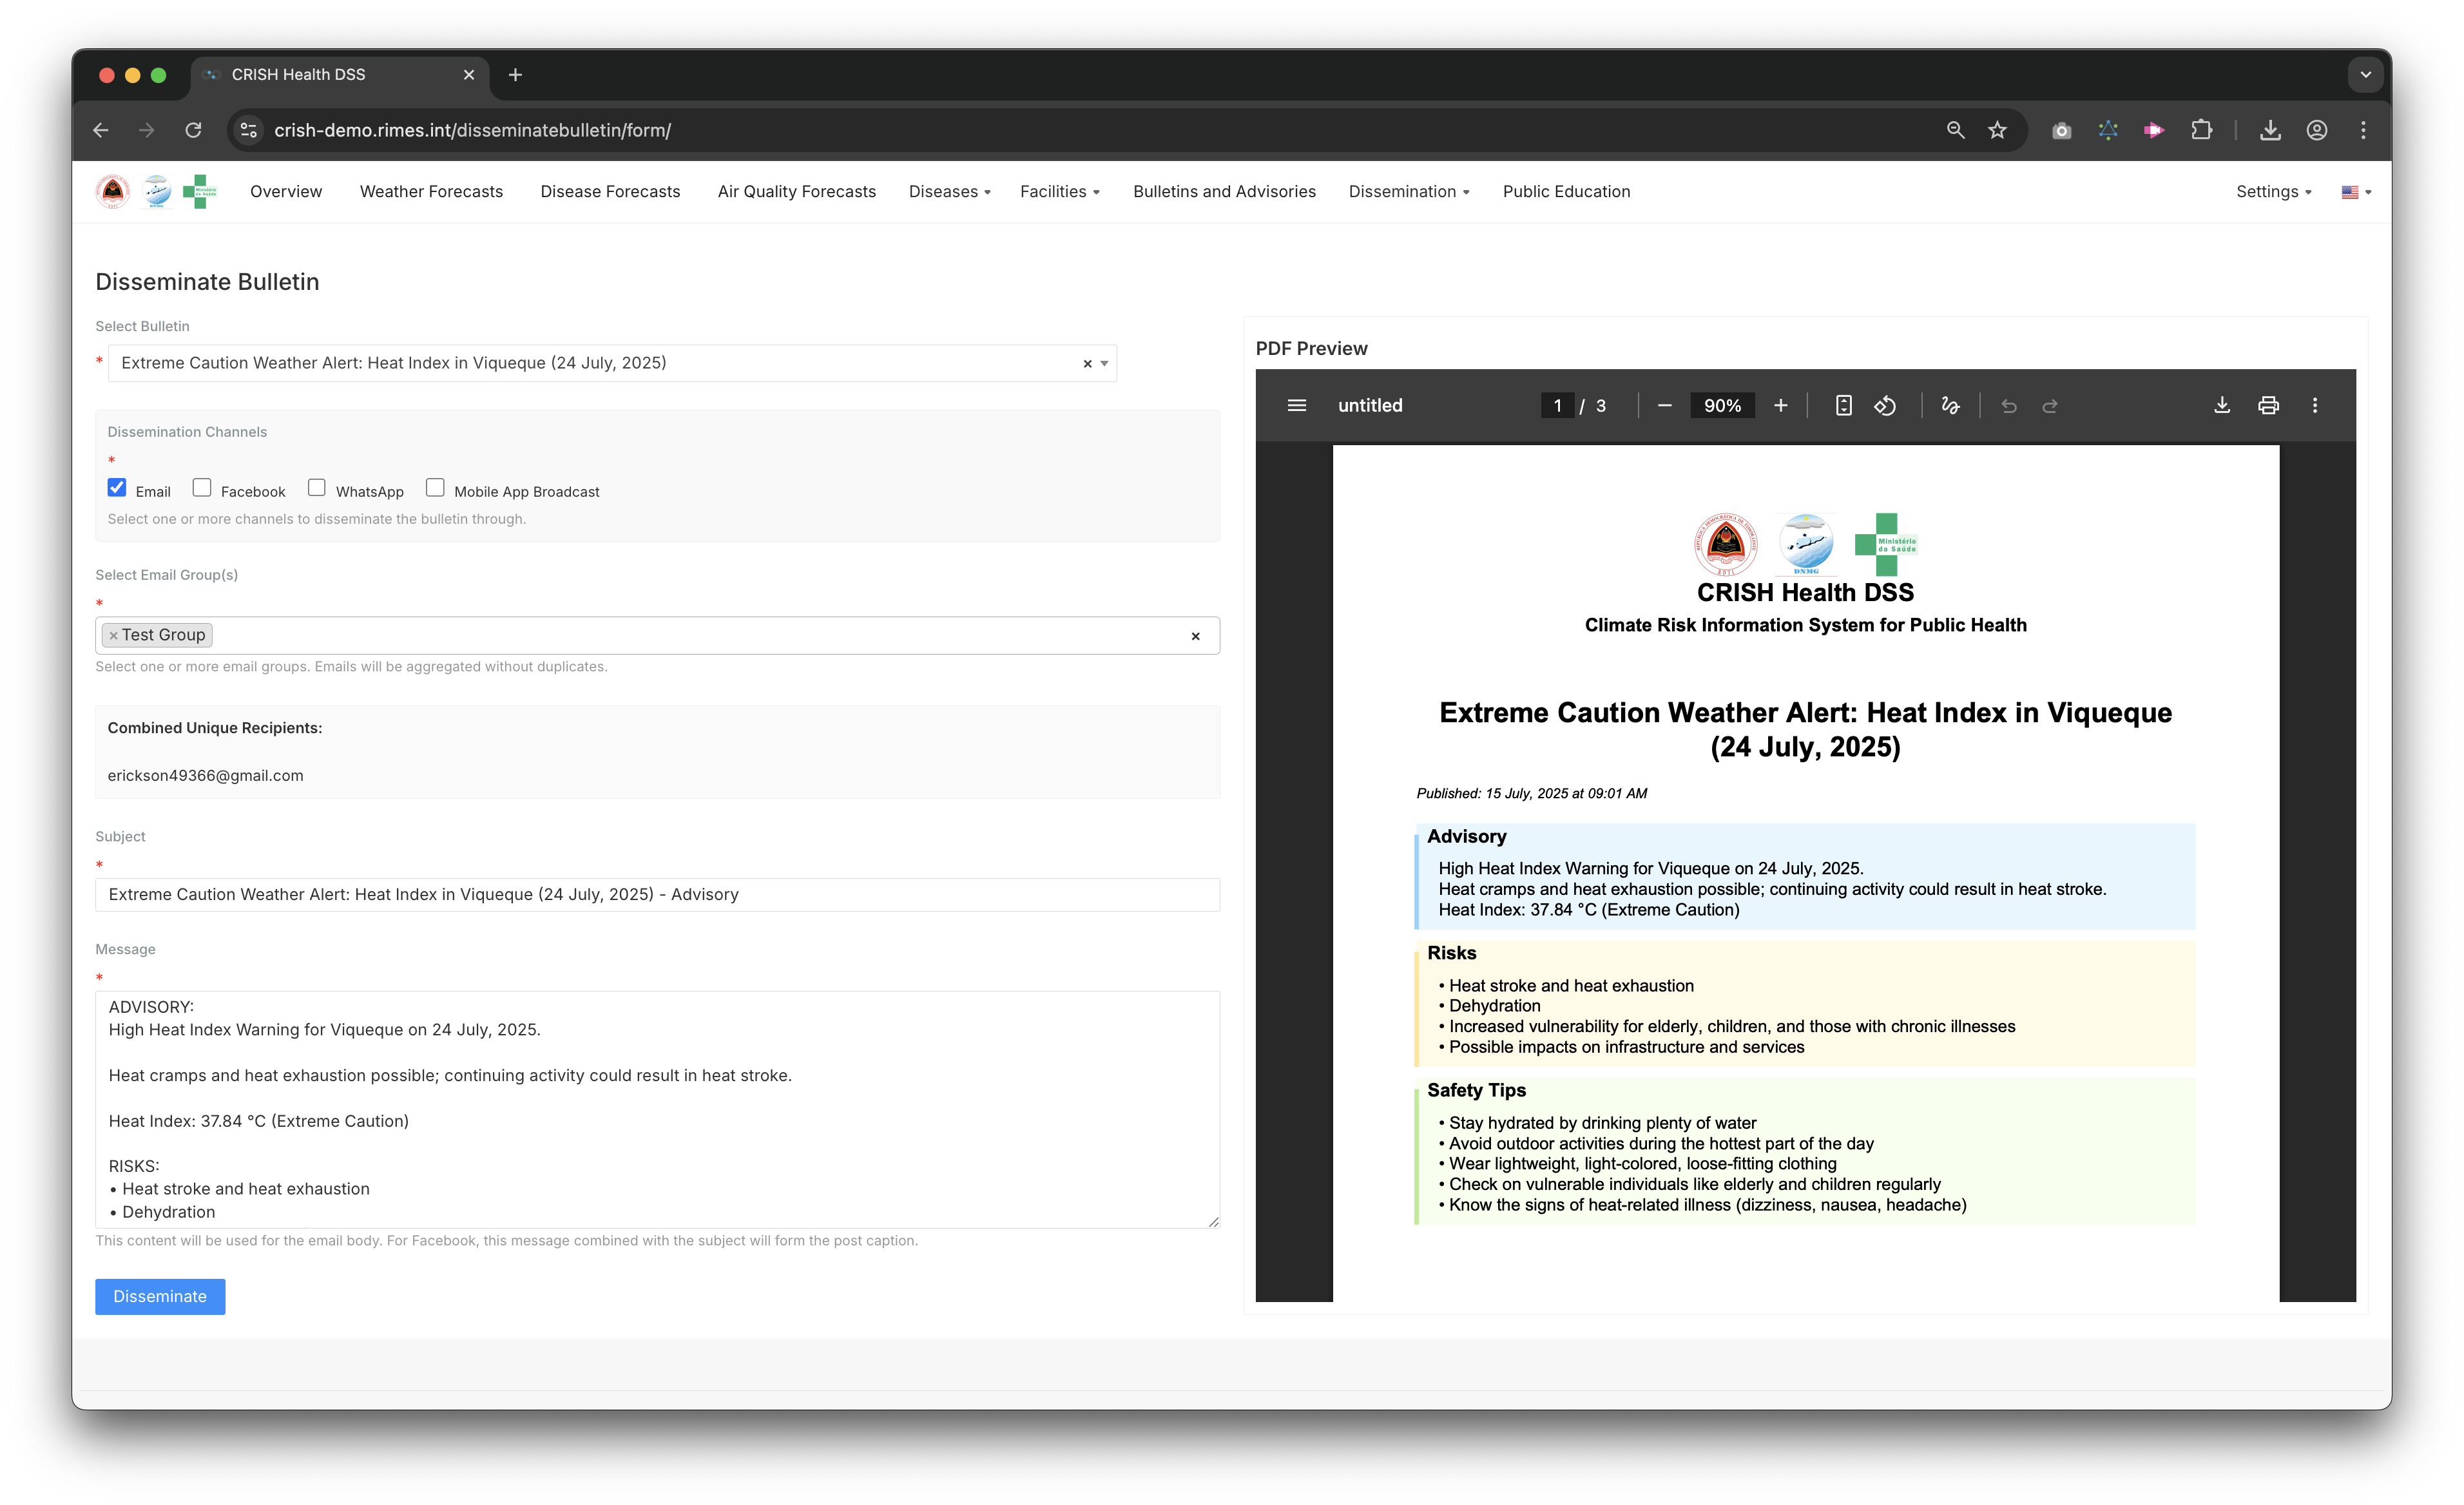 CRISH Health DSS
crish-demo.rimes.int/disseminatebulletin/form/
Ministério
da Saúde
Overview
Weather Forecasts
Disease Forecasts
Air Quality Forecasts
Diseases
Facilities
Bulletins and Advisories
Dissemination
Public Education
Settings
Disseminate Bulletin
Select Bulletin
* Extreme Caution Weather Alert: Heat Index in Viqueque (24 July, 2025)
× 
Dissemination Channels
*
Email
Facebook
WhatsApp
Mobile App Broadcast
Select one or more channels to disseminate the bulletin through.
Select Email Group(s)
*
× Test Group
×
Select one or more email groups. Emails will be aggregated without duplicates.
Combined Unique Recipients:
erickson49366@gmail.com
Subject
*
Extreme Caution Weather Alert: Heat Index in Viqueque (24 July, 2025) - Advisory
Message
*
ADVISORY:
High Heat Index Warning for Viqueque on 24 July, 2025.
Heat cramps and heat exhaustion possible; continuing activity could result in heat stroke.
Heat Index: 37.84 °C (Extreme Caution)
RISKS:
• Heat stroke and heat exhaustion
• Dehydration
This content will be used for the email body. For Facebook, this message combined with the subject will form the post caption.
Disseminate
PDF Preview
untitled
1 / 3
90%
DNMG
Ministério
da Saúde
CRISH Health DSS
Climate Risk Information System for Public Health
Extreme Caution Weather Alert: Heat Index in Viqueque
(24 July, 2025)
Published: 15 July, 2025 at 09:01 AM
Advisory
High Heat Index Warning for Viqueque on 24 July, 2025.
Heat cramps and heat exhaustion possible; continuing activity could result in heat stroke.
Heat Index: 37.84 °C (Extreme Caution)
Risks
• Heat stroke and heat exhaustion
• Dehydration
• Increased vulnerability for elderly, children, and those with chronic illnesses
• Possible impacts on infrastructure and services
Safety Tips
• Stay hydrated by drinking plenty of water
• Avoid outdoor activities during the hottest part of the day
• Wear lightweight, light-colored, loose-fitting clothing
• Check on vulnerable individuals like elderly and children regularly
• Know the signs of heat-related illness (dizziness, nausea, headache)